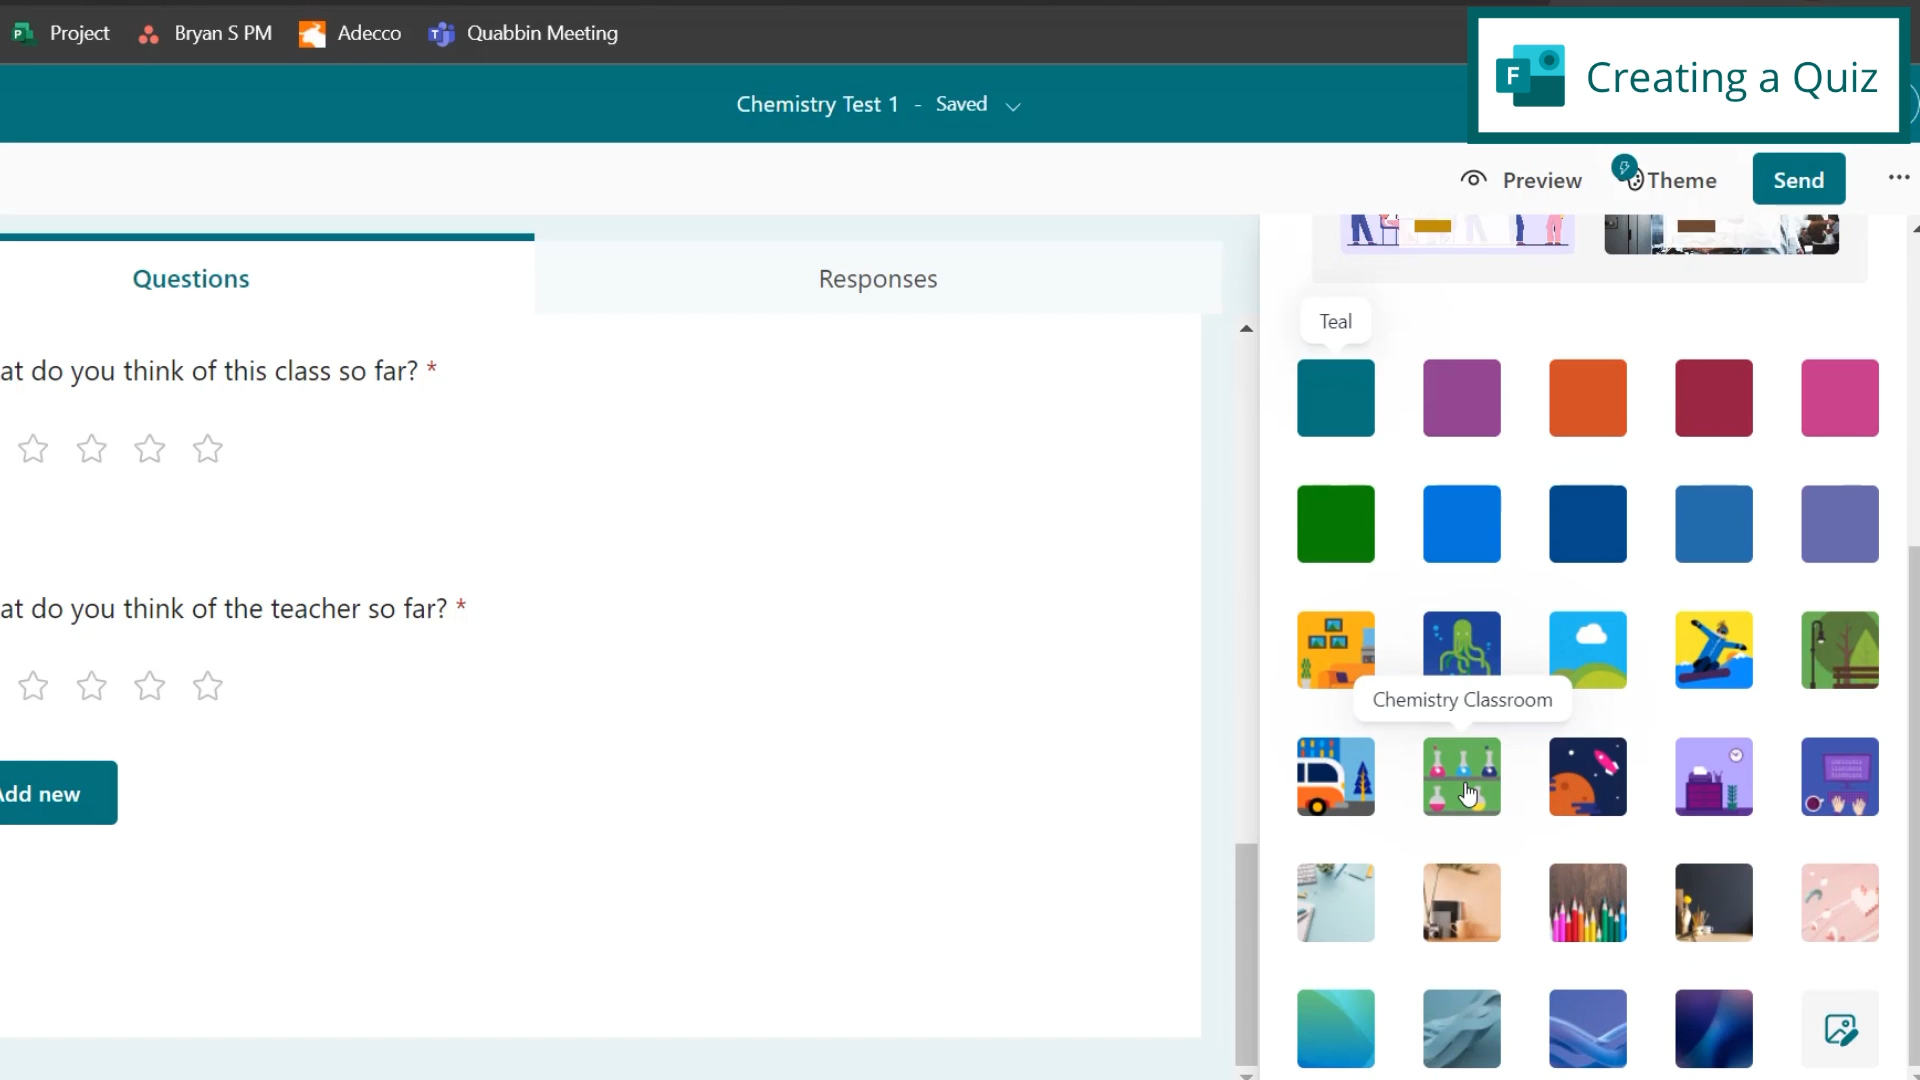 Project
Bryan S PM
Adecco
Quabbin Meeting
F
Creating a Quiz
Chemistry Test 1 - Saved
Preview
Theme
Send
...
Questions
Responses
at do you think of this class so far? *
at do you think of the teacher so far? *
Add new
Teal
Chemistry Classroom